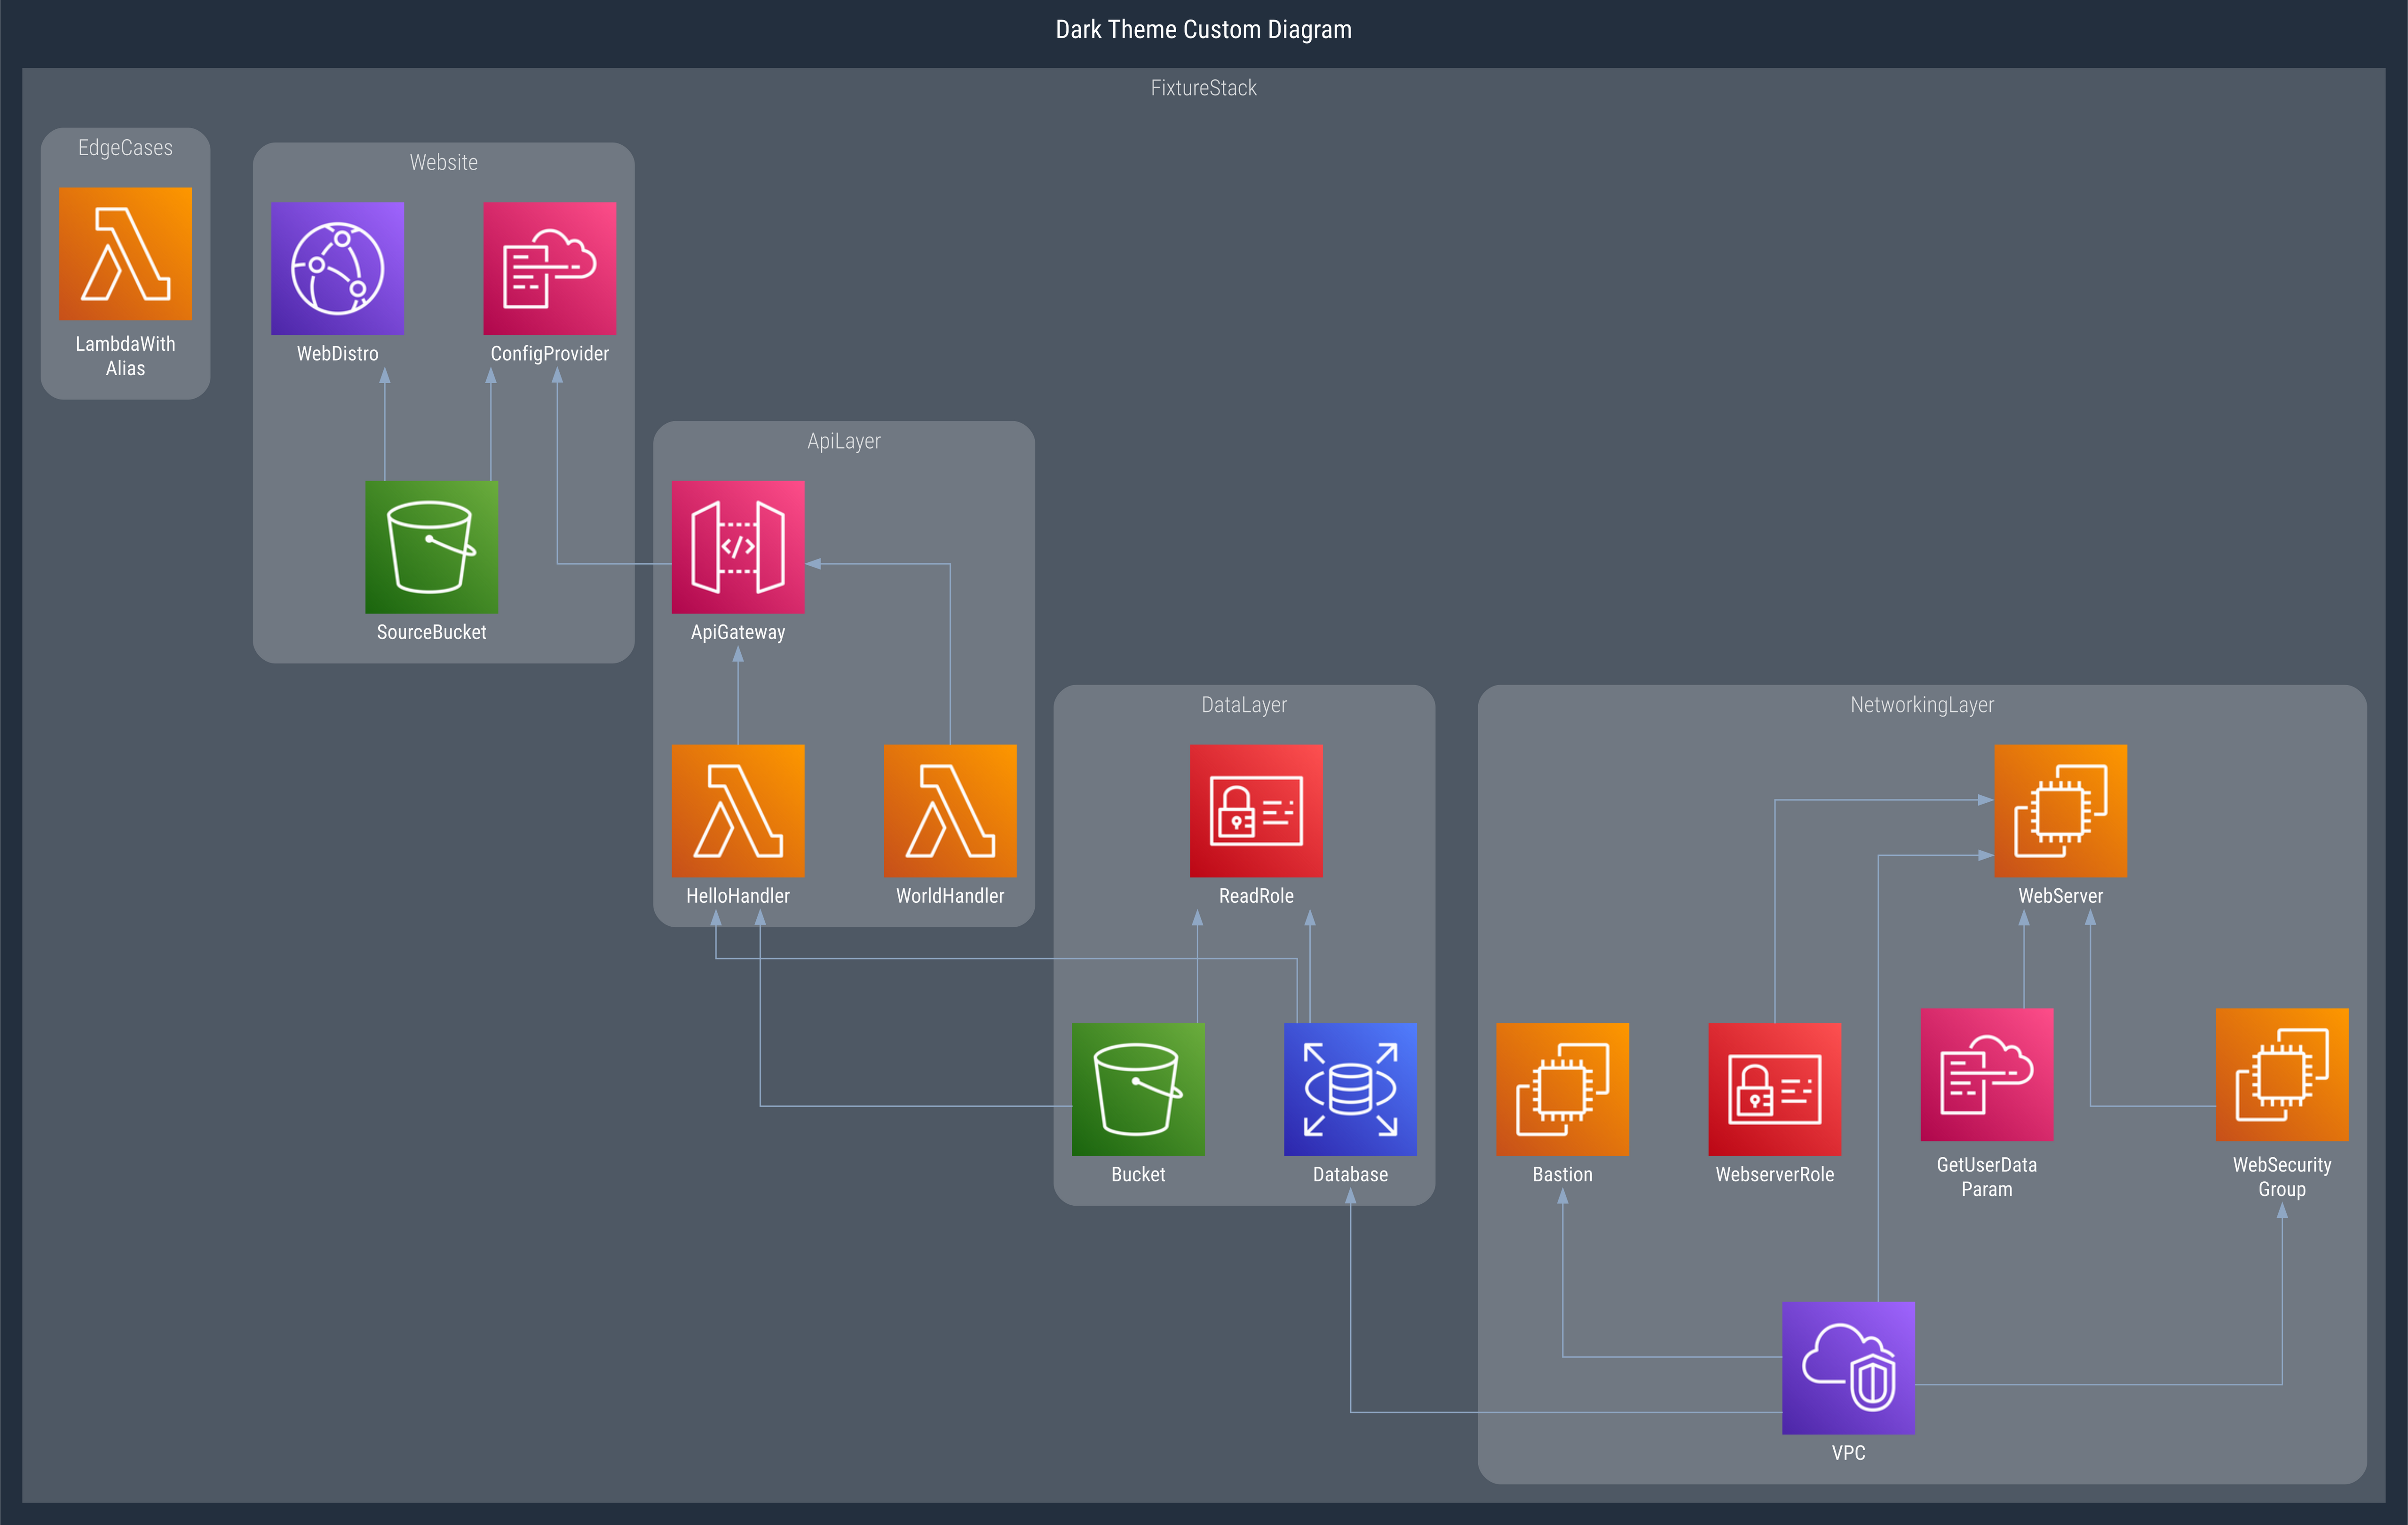 Dark Theme Custom Diagram
FixtureStack
EdgeCases
LambdaWith
Alias
Website
WebDistro
ConfigProvider
SourceBucket
ApiLayer
</>
ApiGateway
HelloHandler
WorldHandler
DataLayer
ReadRole
Bucket
Database
NetworkingLayer
WebServer
Bastion
WebserverRole
GetUserData
Param
WebSecurity
Group
VPC